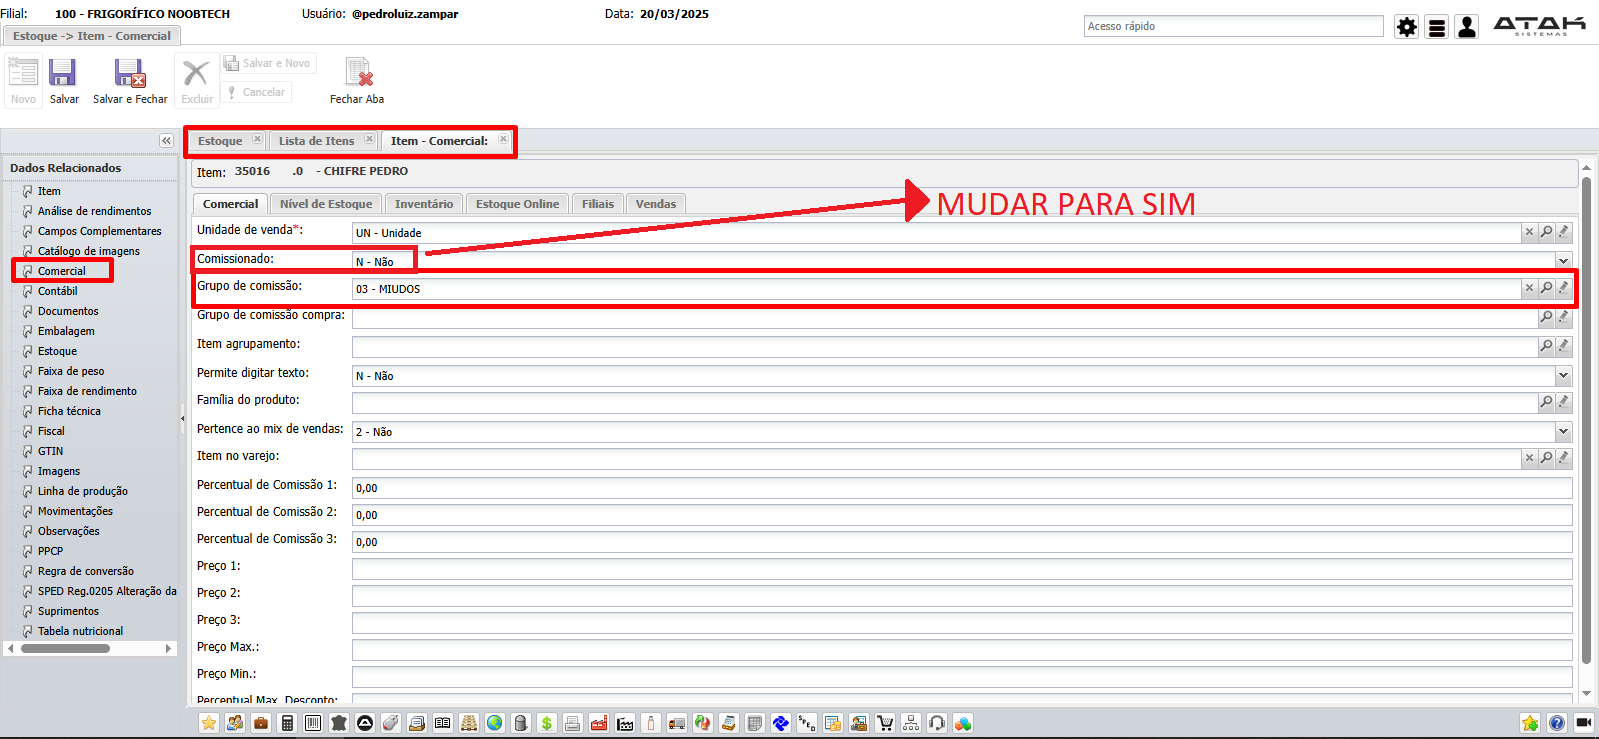 Filial: 100 - FRIGORÍFICO NOOBTECH Usuário: @pedroluiz.zampar Data: 20/03/2025
Acesso rápido
ATAK
SISTEMAS
Estoque -> Item - Comercial
Novo
Salvar
Salvar e Fechar
Excluir
Salvar e Novo
Cancelar
Fechar Aba
Dados Relacionados
Item
Análise de rendimentos
Campos Complementares
Catálogo de imagens
Comercial
Contábil
Documentos
Embalagem
Estoque
Faixa de peso
Faixa de rendimento
Ficha técnica
Fiscal
GTIN
Imagens
Linha de produção
Movimentações
Observações
PPCP
Regra de conversão
SPED Reg.0205 Alteração da
Suprimentos
Tabela nutricional
Estoque Lista de Itens Item - Comercial:
Item: 35016 .0 - CHIFRE PEDRO
Comercial Nível de Estoque Inventário Estoque Online Filiais Vendas
MUDAR PARA SIM
Unidade de venda*: UN - Unidade
Comissionado: N - Não
Grupo de comissão: 03 - MIUDOS
Grupo de comissão compra:
Item agrupamento:
Permite digitar texto: N - Não
Família do produto:
Pertence ao mix de vendas: 2 - Não
Item no varejo:
Percentual de Comissão 1: 0,00
Percentual de Comissão 2: 0,00
Percentual de Comissão 3: 0,00
Preço 1:
Preço 2:
Preço 3:
Preço Max.:
Preço Min.:
Percentual Max. Desconto: